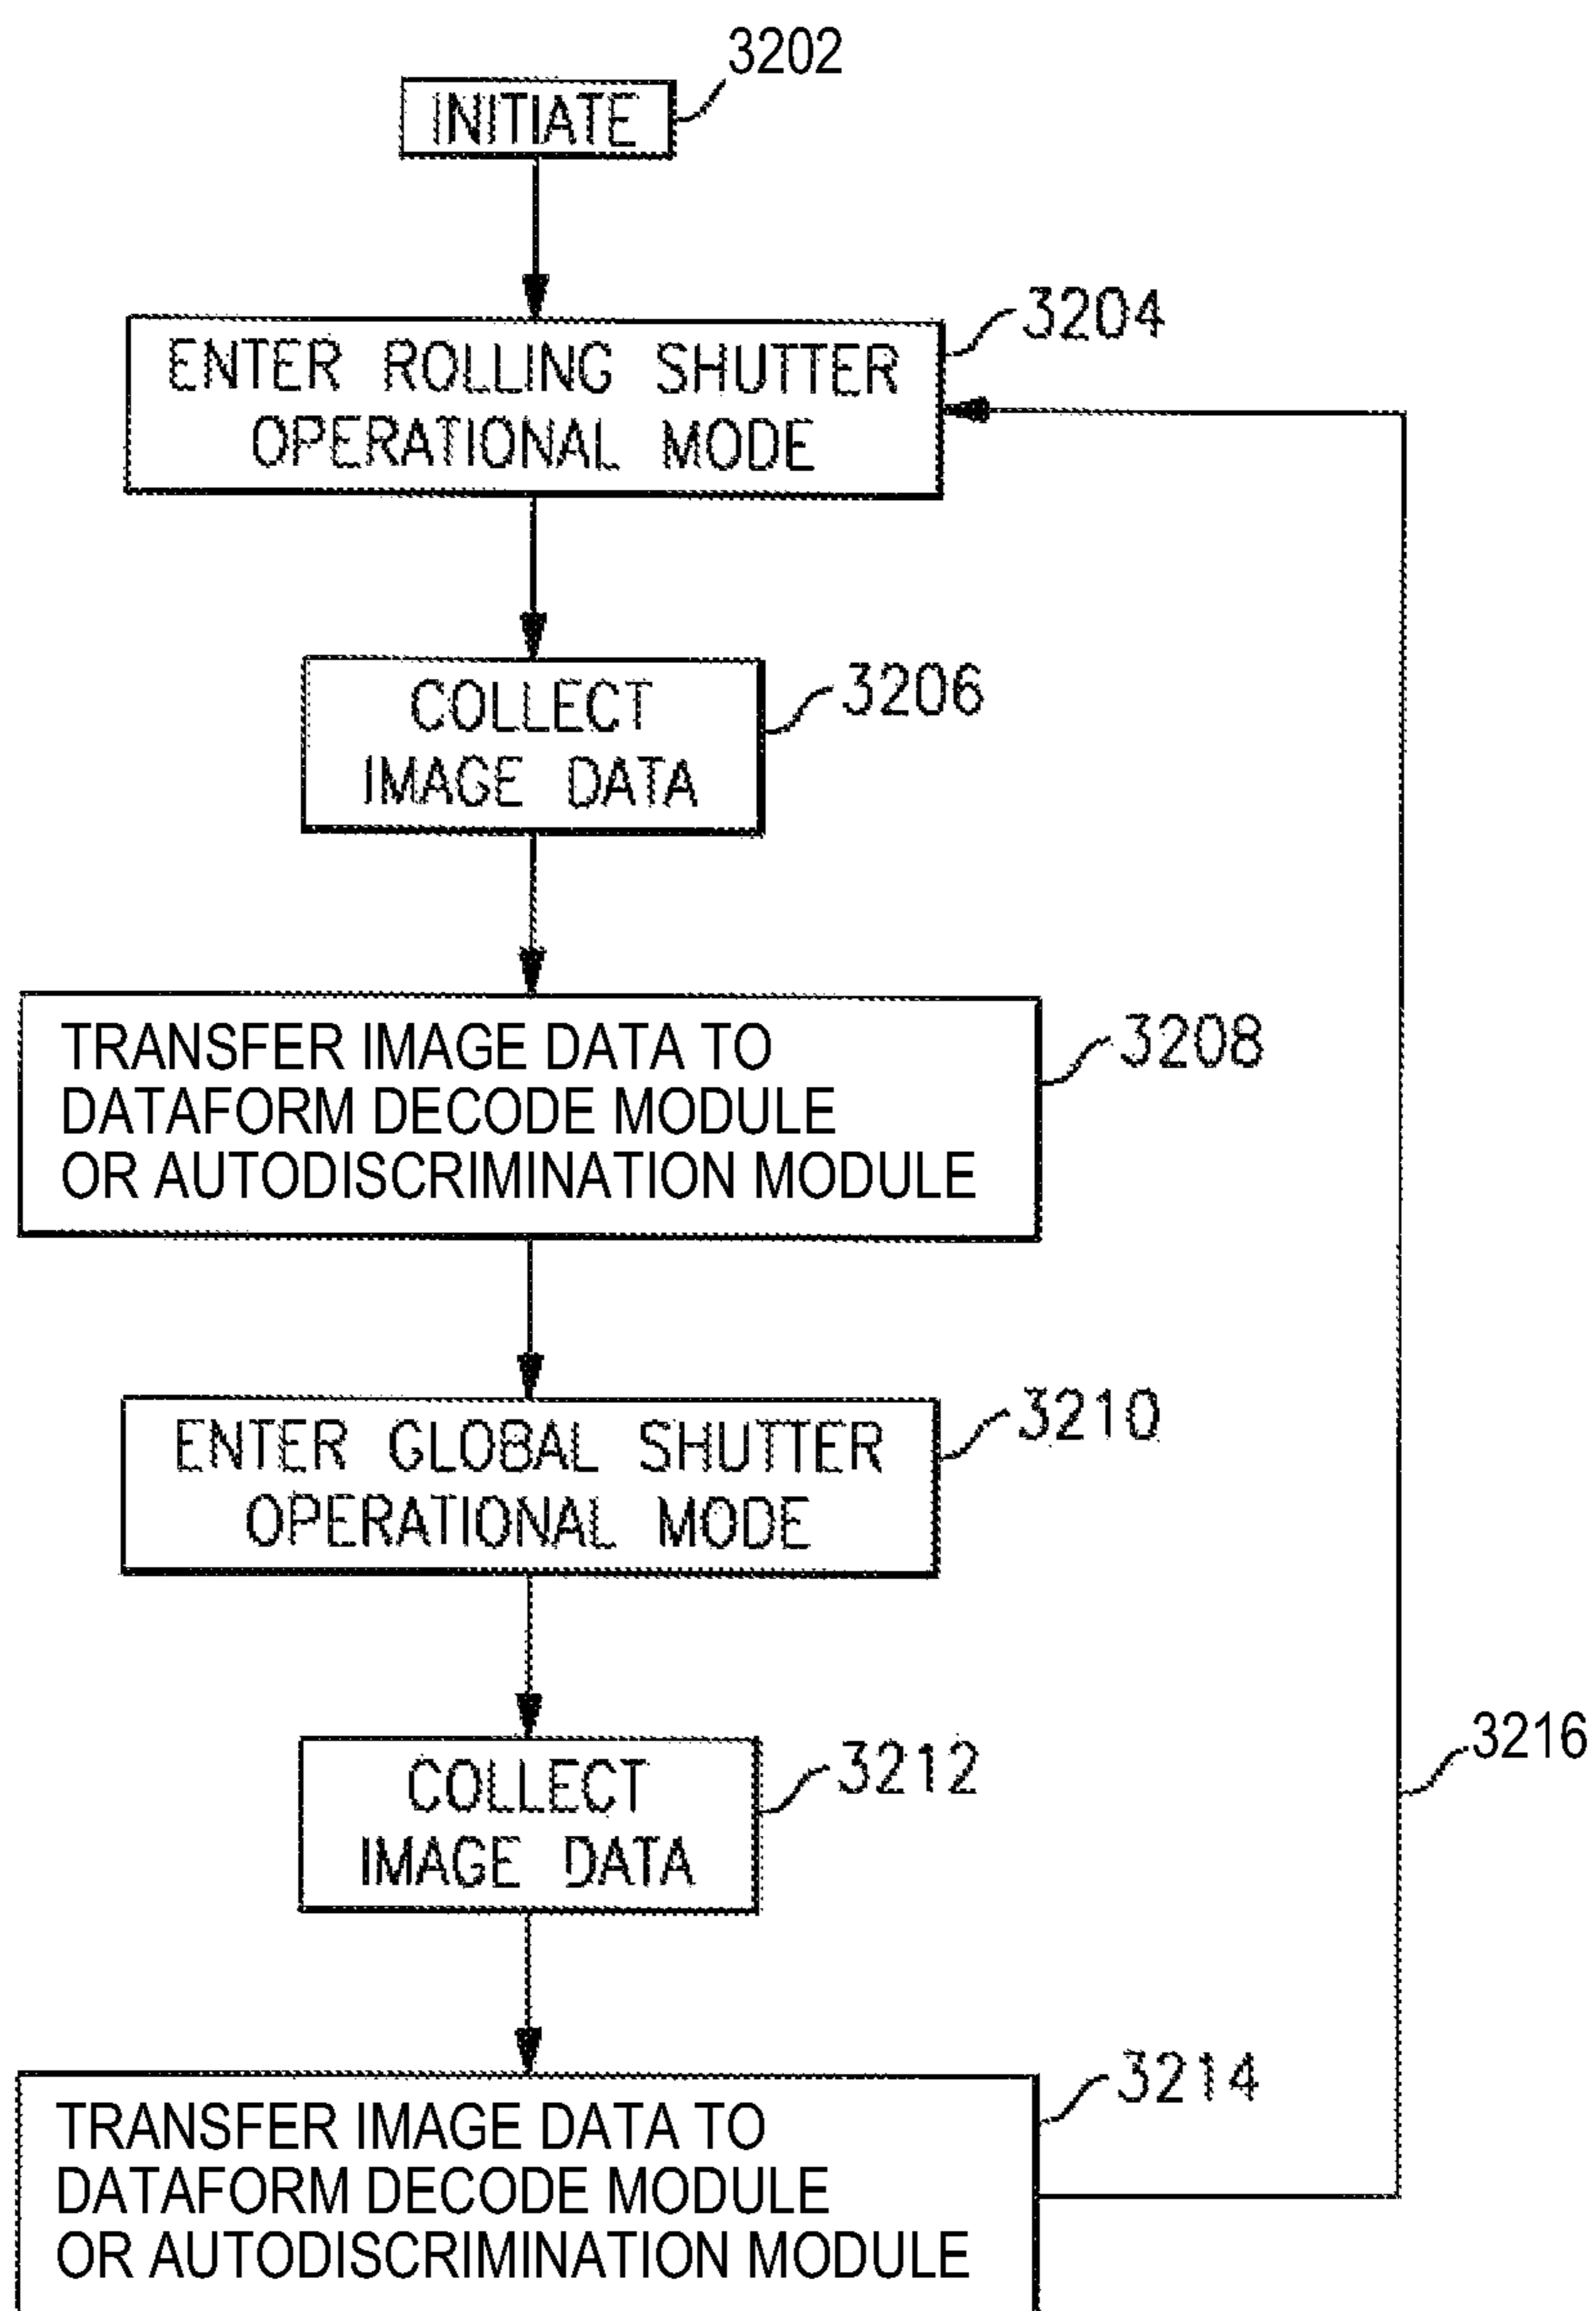 3202
INITIATE
3204
ENTER ROLLING SHUTTER
OPERATIONAL MODE
3206
COLLECT
IMAGE DATA
3208
TRANSFER IMAGE DATA TO
DATAFORM DECODE MODULE
OR AUTODISCRIMINATION MODULE
3210
ENTER GLOBAL SHUTTER
OPERATIONAL MODE
3212
COLLECT
IMAGE DATA
3216
3214
TRANSFER IMAGE DATA TO
DATAFORM DECODE MODULE
OR AUTODISCRIMINATION MODULE